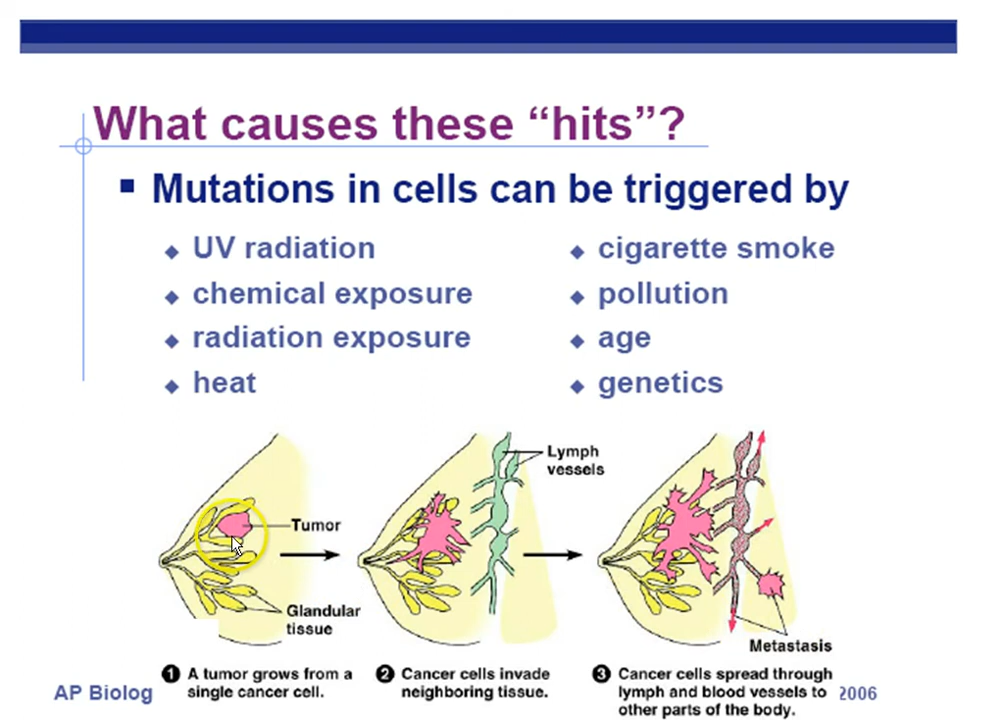 What causes these “hits”?
Mutations in cells can be triggered by
UV radiation
chemical exposure
radiation exposure
heat
cigarette smoke
pollution
age
genetics
Lymph
vessels
Tumor
Glandular
tissue
Metastasis
1 A tumor grows from a
single cancer cell.
2 Cancer cells invade
neighboring tissue.
3 Cancer cells spread through
lymph and blood vessels to
other parts of the body.
AP Biolog
2006